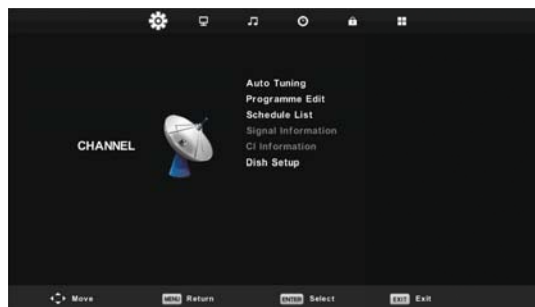 CHANNEL
Auto Tuning
Programme Edit
Schedule List
Signal Information
CI Information
Dish Setup
Move
MENU Return
ENTER Select
EXIT Exit